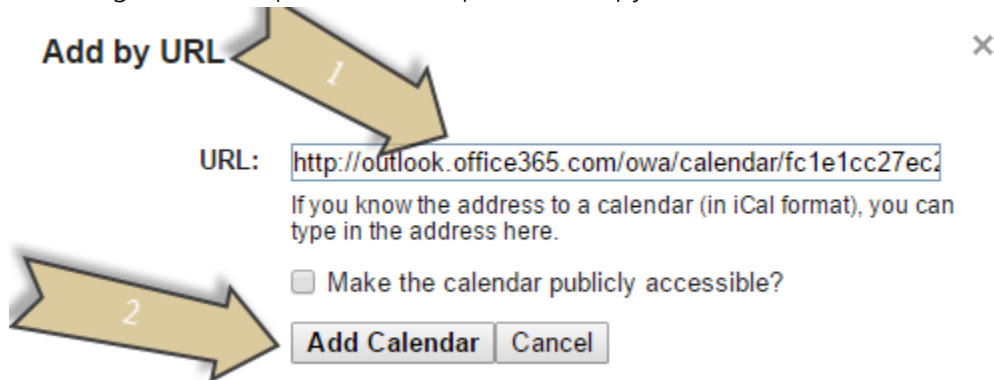 Add by URL
1
URL: http://outlook.office365.com/owa/calendar/fc1e1cc27ec2
If you know the address to a calendar (in iCal format), you can
type in the address here.
Make the calendar publicly accessible?
2
Add Calendar Cancel